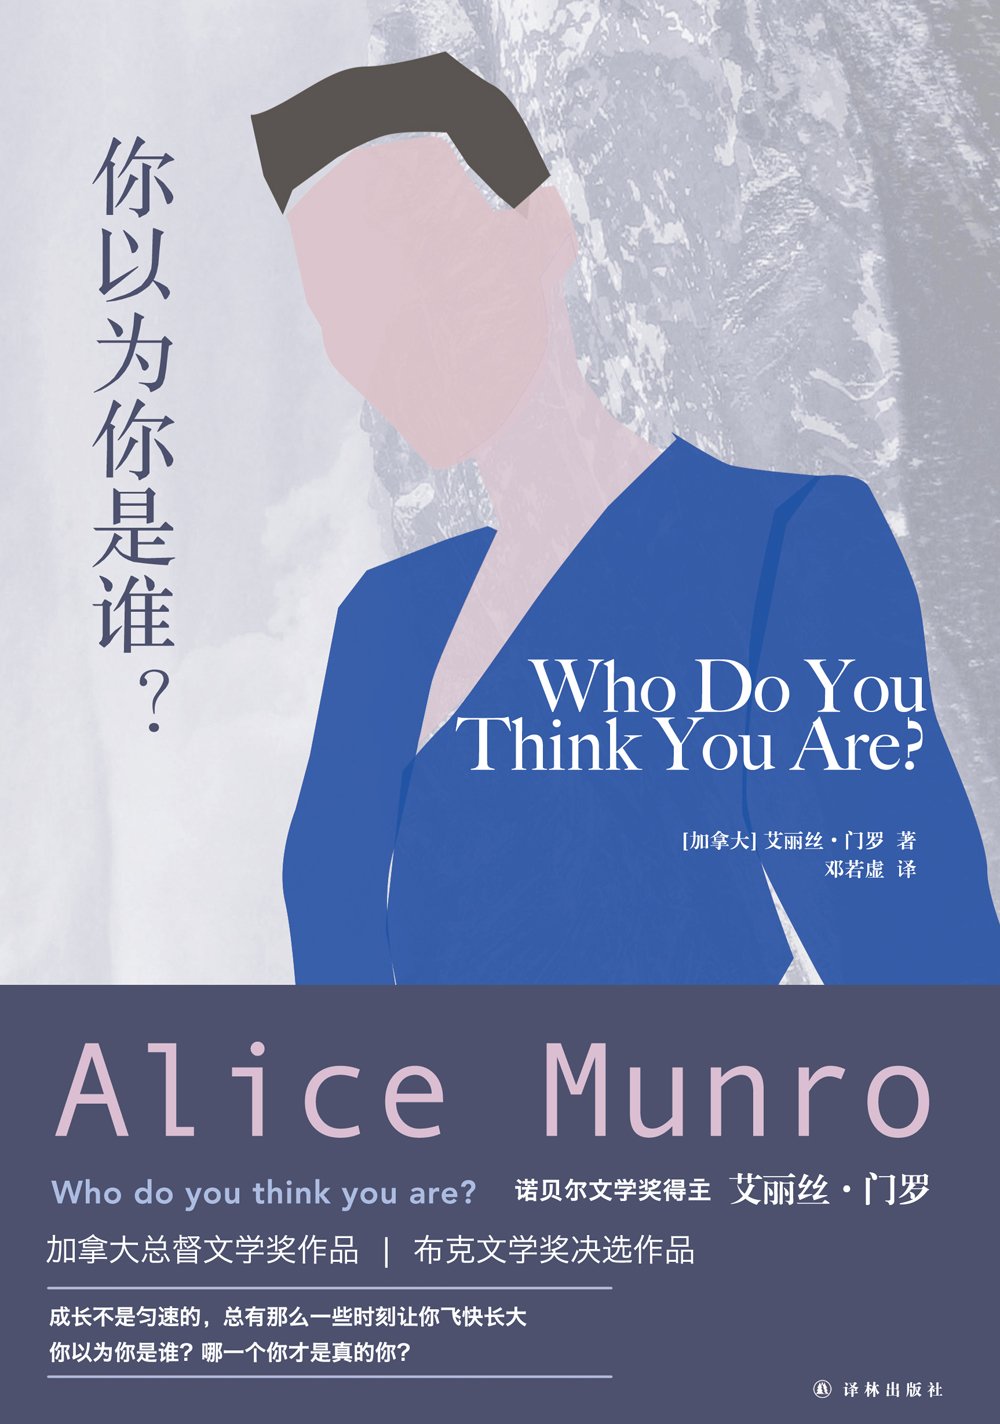 你以为你是谁？
Who Do You
Think You Are?
[加拿大] 艾丽丝·门罗 著
邓若虚 译
Alice Munro
Who do you think you are? 诺贝尔文学奖得主 艾丽丝·门罗
加拿大总督文学奖作品 | 布克文学奖决选作品
成长不是匀速的，总有那么一些时刻让你飞快长大
你以为你是谁？哪一个你才是真的你？
译林出版社